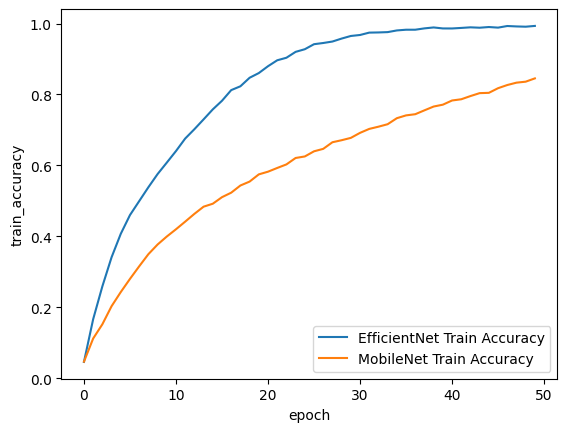 1.0
0.8
0.6
0.4
0.2
0.0
train_accuracy
EfficientNet Train Accuracy
MobileNet Train Accuracy
0 10 20 30 40 50
epoch